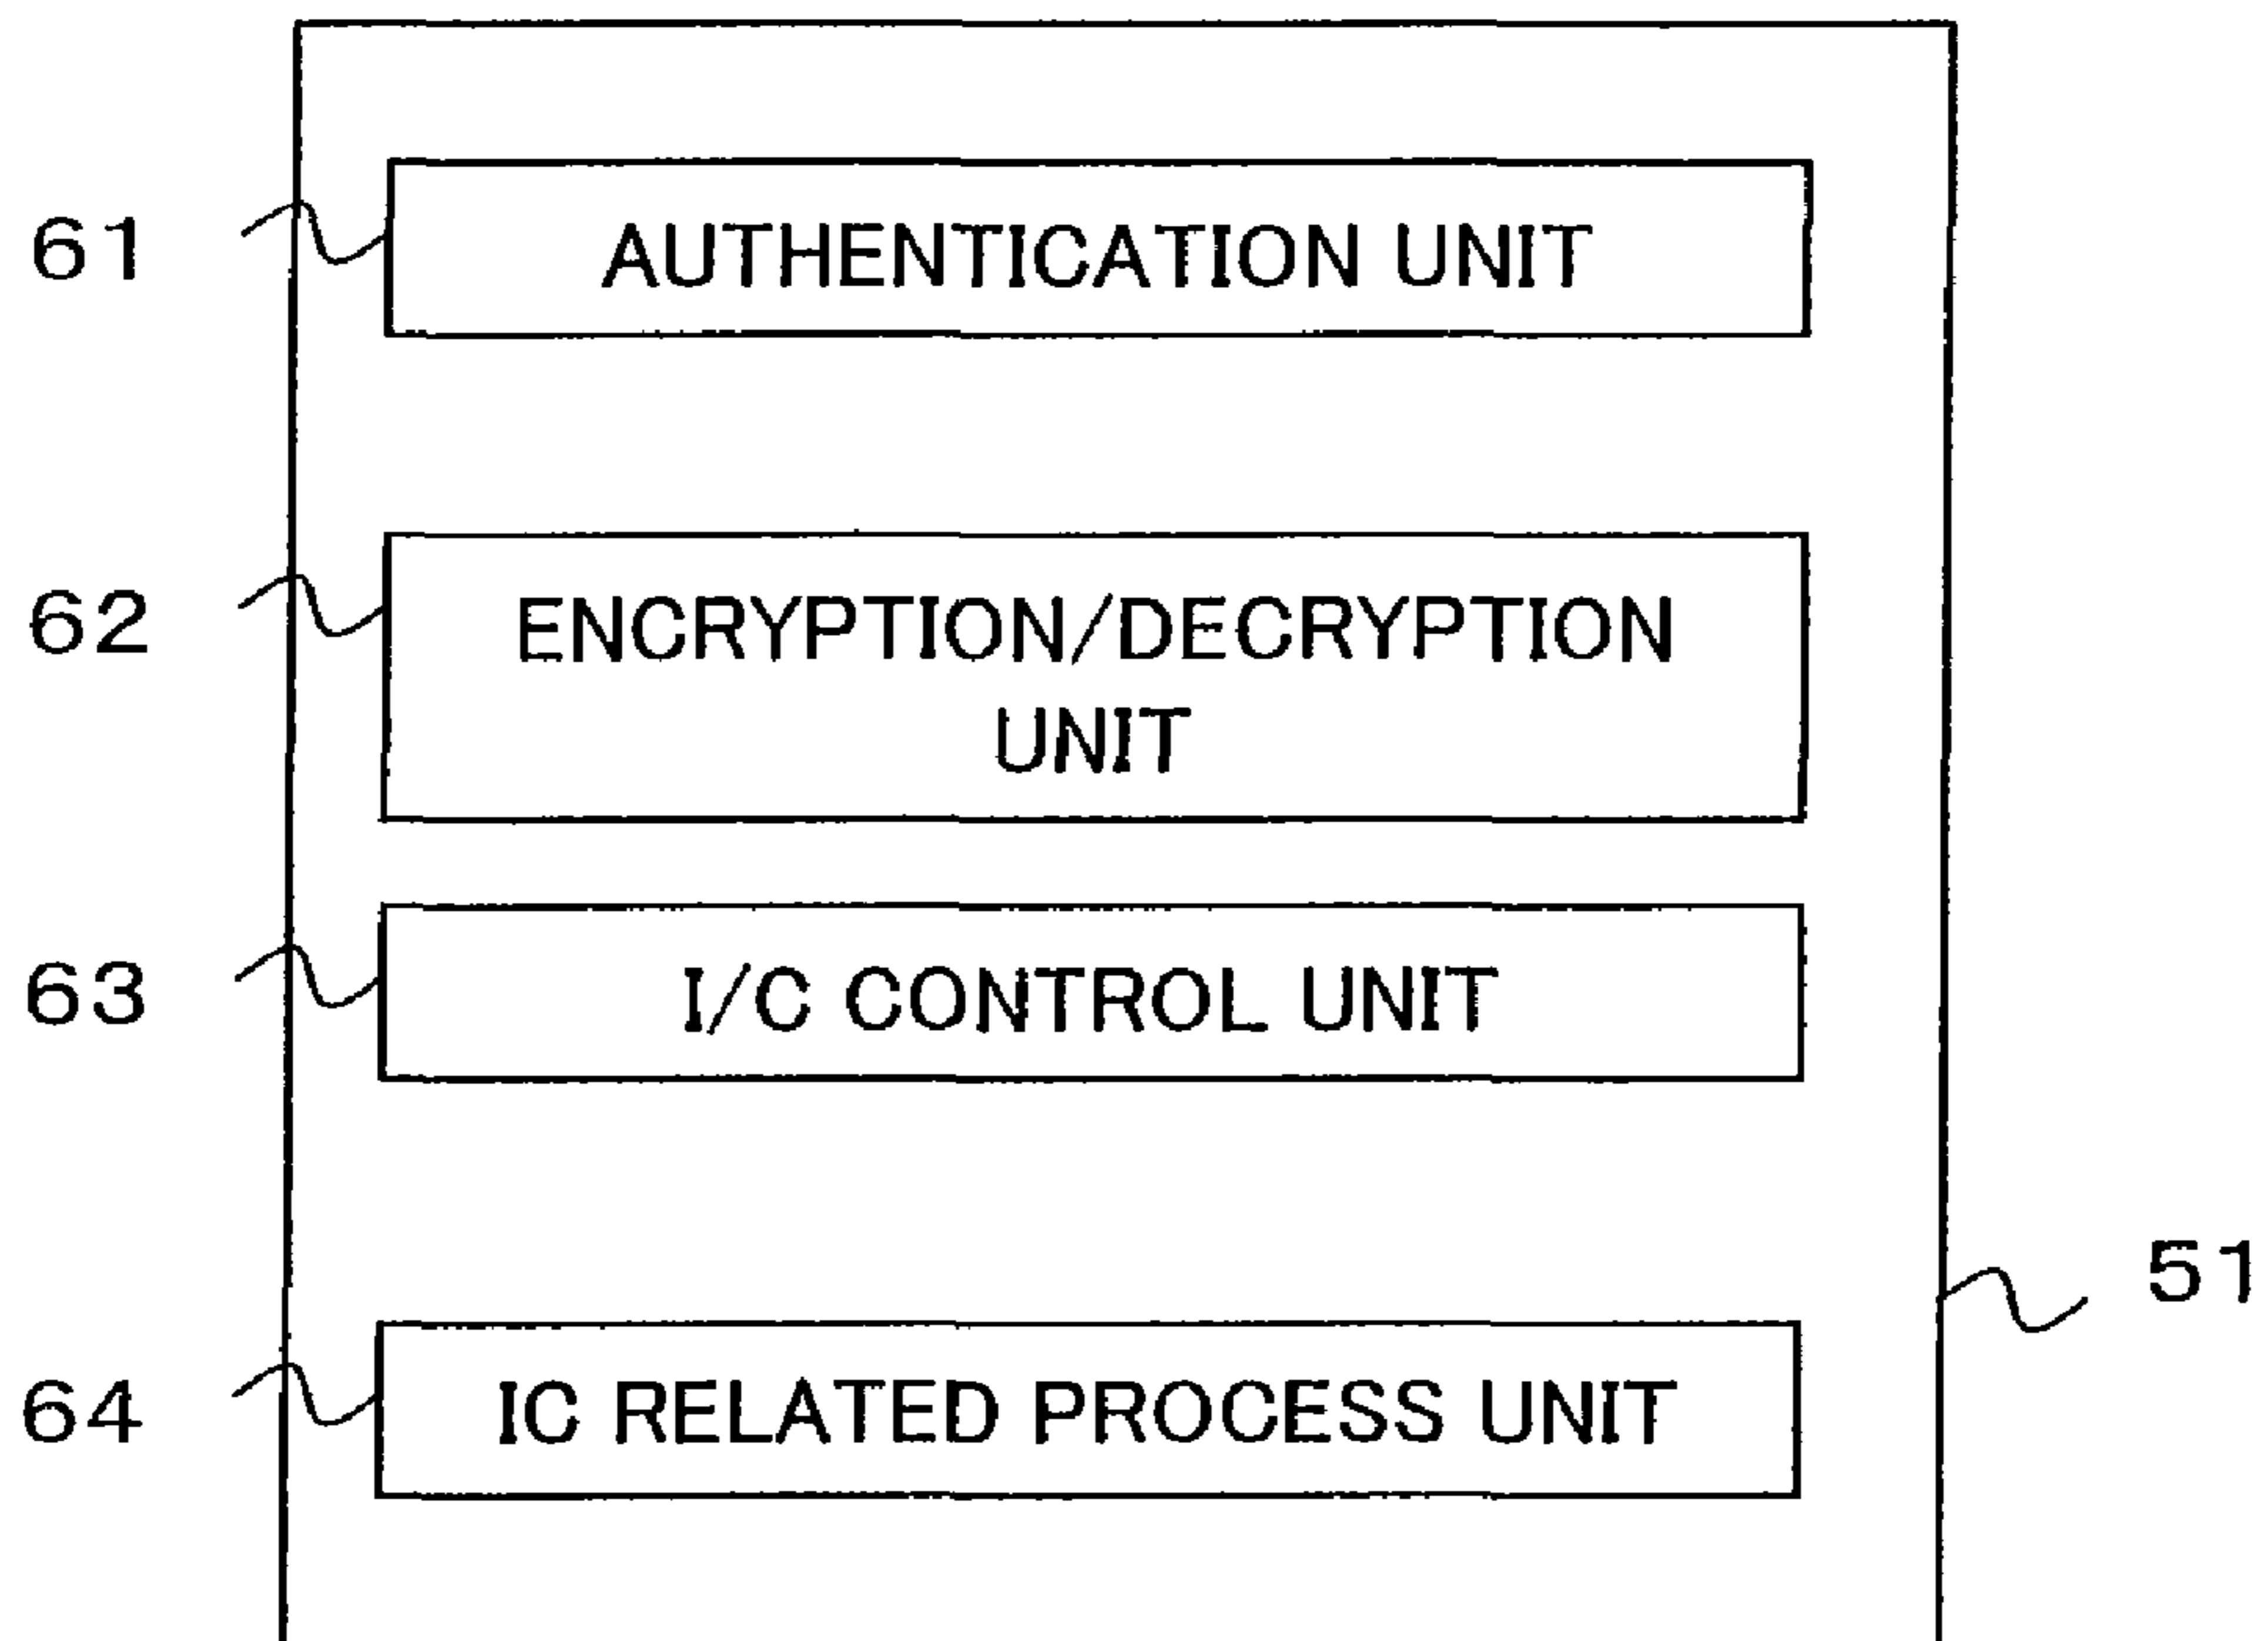 61 AUTHENTICATION UNIT
62 ENCRYPTION/DECRYPTION
UNIT
63 I/C CONTROL UNIT
51
64 IC RELATED PROCESS UNIT